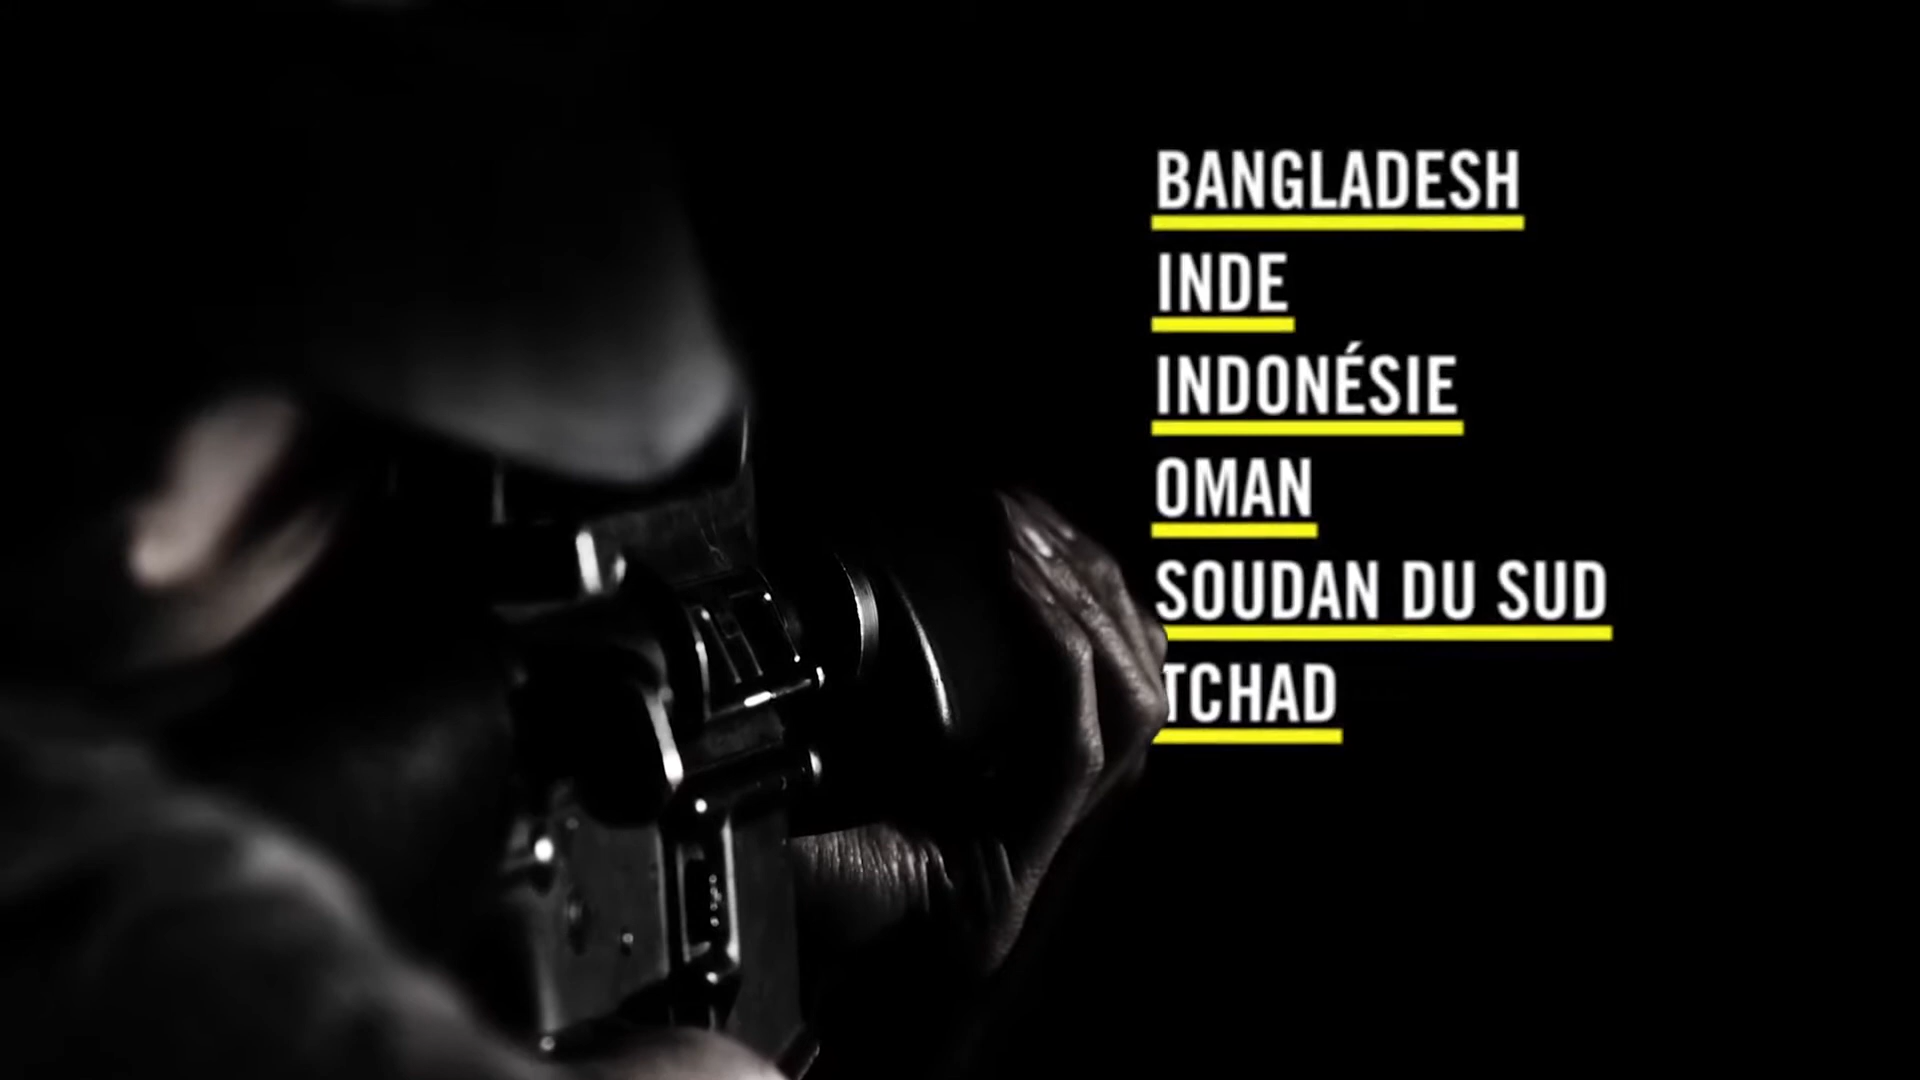 BANGLADESH
INDE
INDONÉSIE
OMAN
SOUDAN DU SUD
TCHAD